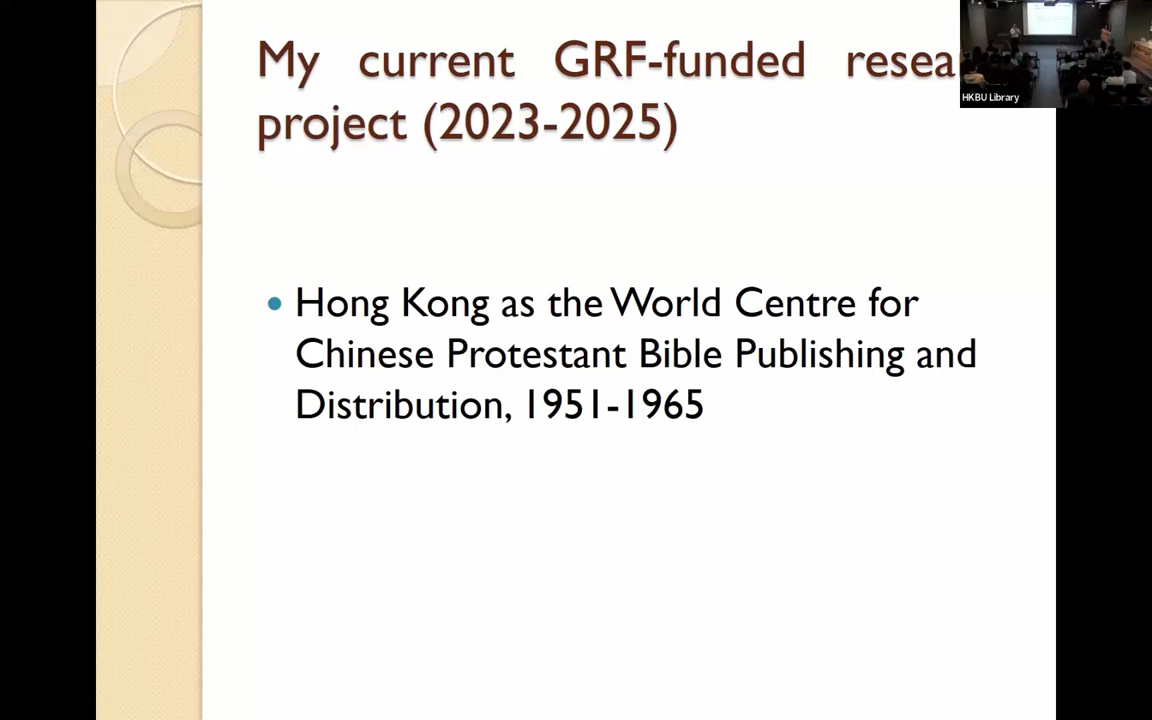 My current GRF-funded resea
project (2023-2025)
HKBU Library
Hong Kong as the World Centre for
Chinese Protestant Bible Publishing and
Distribution, 1951-1965